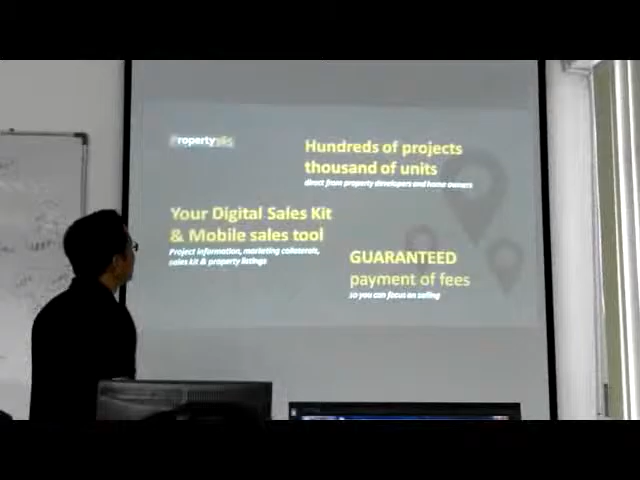 Property365
Hundreds of projects
thousand of units
direct from property developers and home owners
Your Digital Sales Kit
& Mobile sales tool
Project information, marketing collaterals,
sales kit & property listings
GUARANTEED
payment of fees
so you can focus on selling